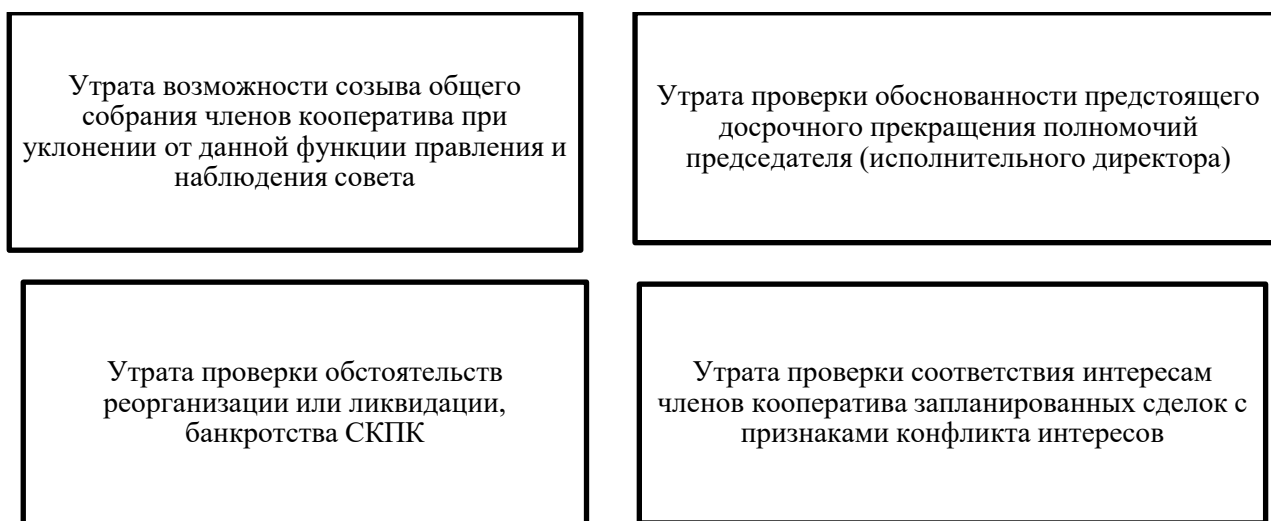 Утрата возможности созыва общего
собрания членов кооператива при
уклонении от данной функции правления и
наблюдения совета
Утрата проверки обоснованности предстоящего
досрочного прекращения полномочий
председателя (исполнительного директора)
Утрата проверки обстоятельств
реорганизации или ликвидации,
банкротства СКПК
Утрата проверки соответствия интересам
членов кооператива запланированных сделок с
признаками конфликта интересов